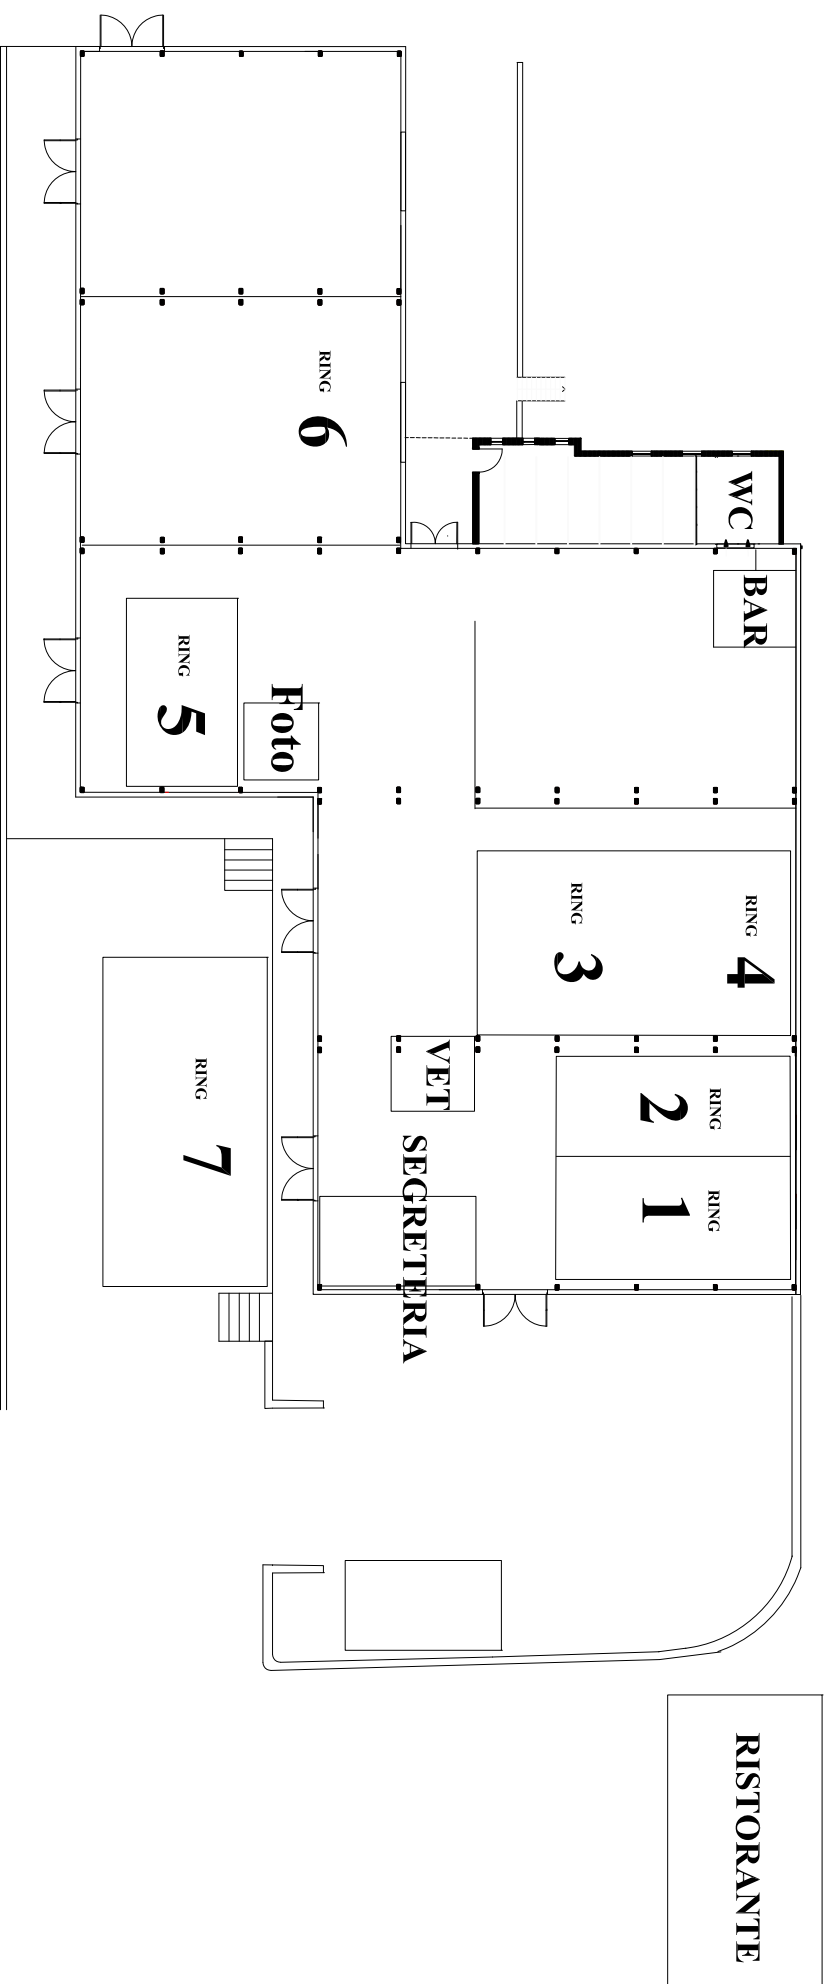 RING
6
WC
BAR
RING
5
Foto
RING
3
RING
4
VET
RING
2
RING
1
RING
7
SEGRETERIA
RISTORANTE